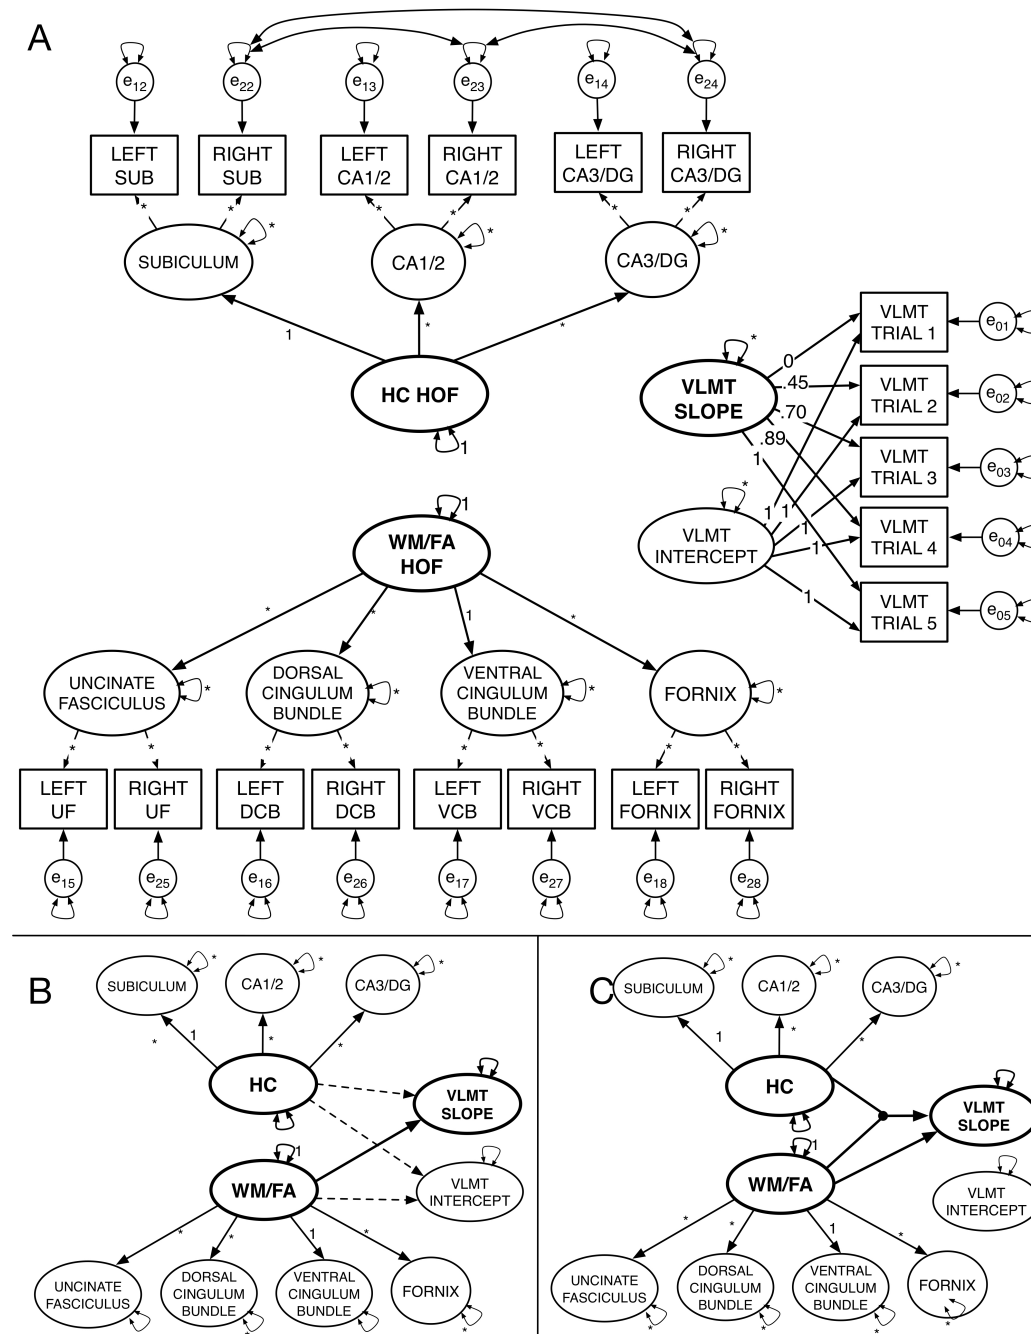 A
e12 e22 e13 e23 e14 e24
LEFT SUB
RIGHT SUB
LEFT CA1/2
RIGHT CA1/2
LEFT CA3/DG
RIGHT CA3/DG
* * * * * *
SUBICULUM *
CA1/2 *
CA3/DG *
1 * *
HC HOF
1
VLMT SLOPE
*
0
.45
.70
.89
1
VLMT INTERCEPT
*
1
1
1
1
1
VLMT TRIAL 1
e01
VLMT TRIAL 2
e02
VLMT TRIAL 3
e03
VLMT TRIAL 4
e04
VLMT TRIAL 5
e05
1
WM/FA HOF
* * 1 *
UNCINATE FASCICULUS *
DORSAL CINGULUM BUNDLE *
VENTRAL CINGULUM BUNDLE *
FORNIX *
* * * * * * * *
LEFT UF
RIGHT UF
LEFT DCB
RIGHT DCB
LEFT VCB
RIGHT VCB
LEFT FORNIX
RIGHT FORNIX
e15 e25 e16 e26 e17 e27 e18 e28
B
SUBICULUM *
CA1/2 *
CA3/DG *
* 1 * *
HC
VLMT SLOPE
1
WM/FA
VLMT INTERCEPT
* * 1 *
UNCINATE FASCICULUS
DORSAL CINGULUM BUNDLE *
VENTRAL CINGULUM BUNDLE *
FORNIX *
C
SUBICULUM *
CA1/2 *
CA3/DG *
1 * *
HC
VLMT SLOPE
1
WM/FA
VLMT INTERCEPT
* * 1 *
UNCINATE FASCICULUS *
DORSAL CINGULUM BUNDLE *
VENTRAL CINGULUM BUNDLE *
FORNIX *